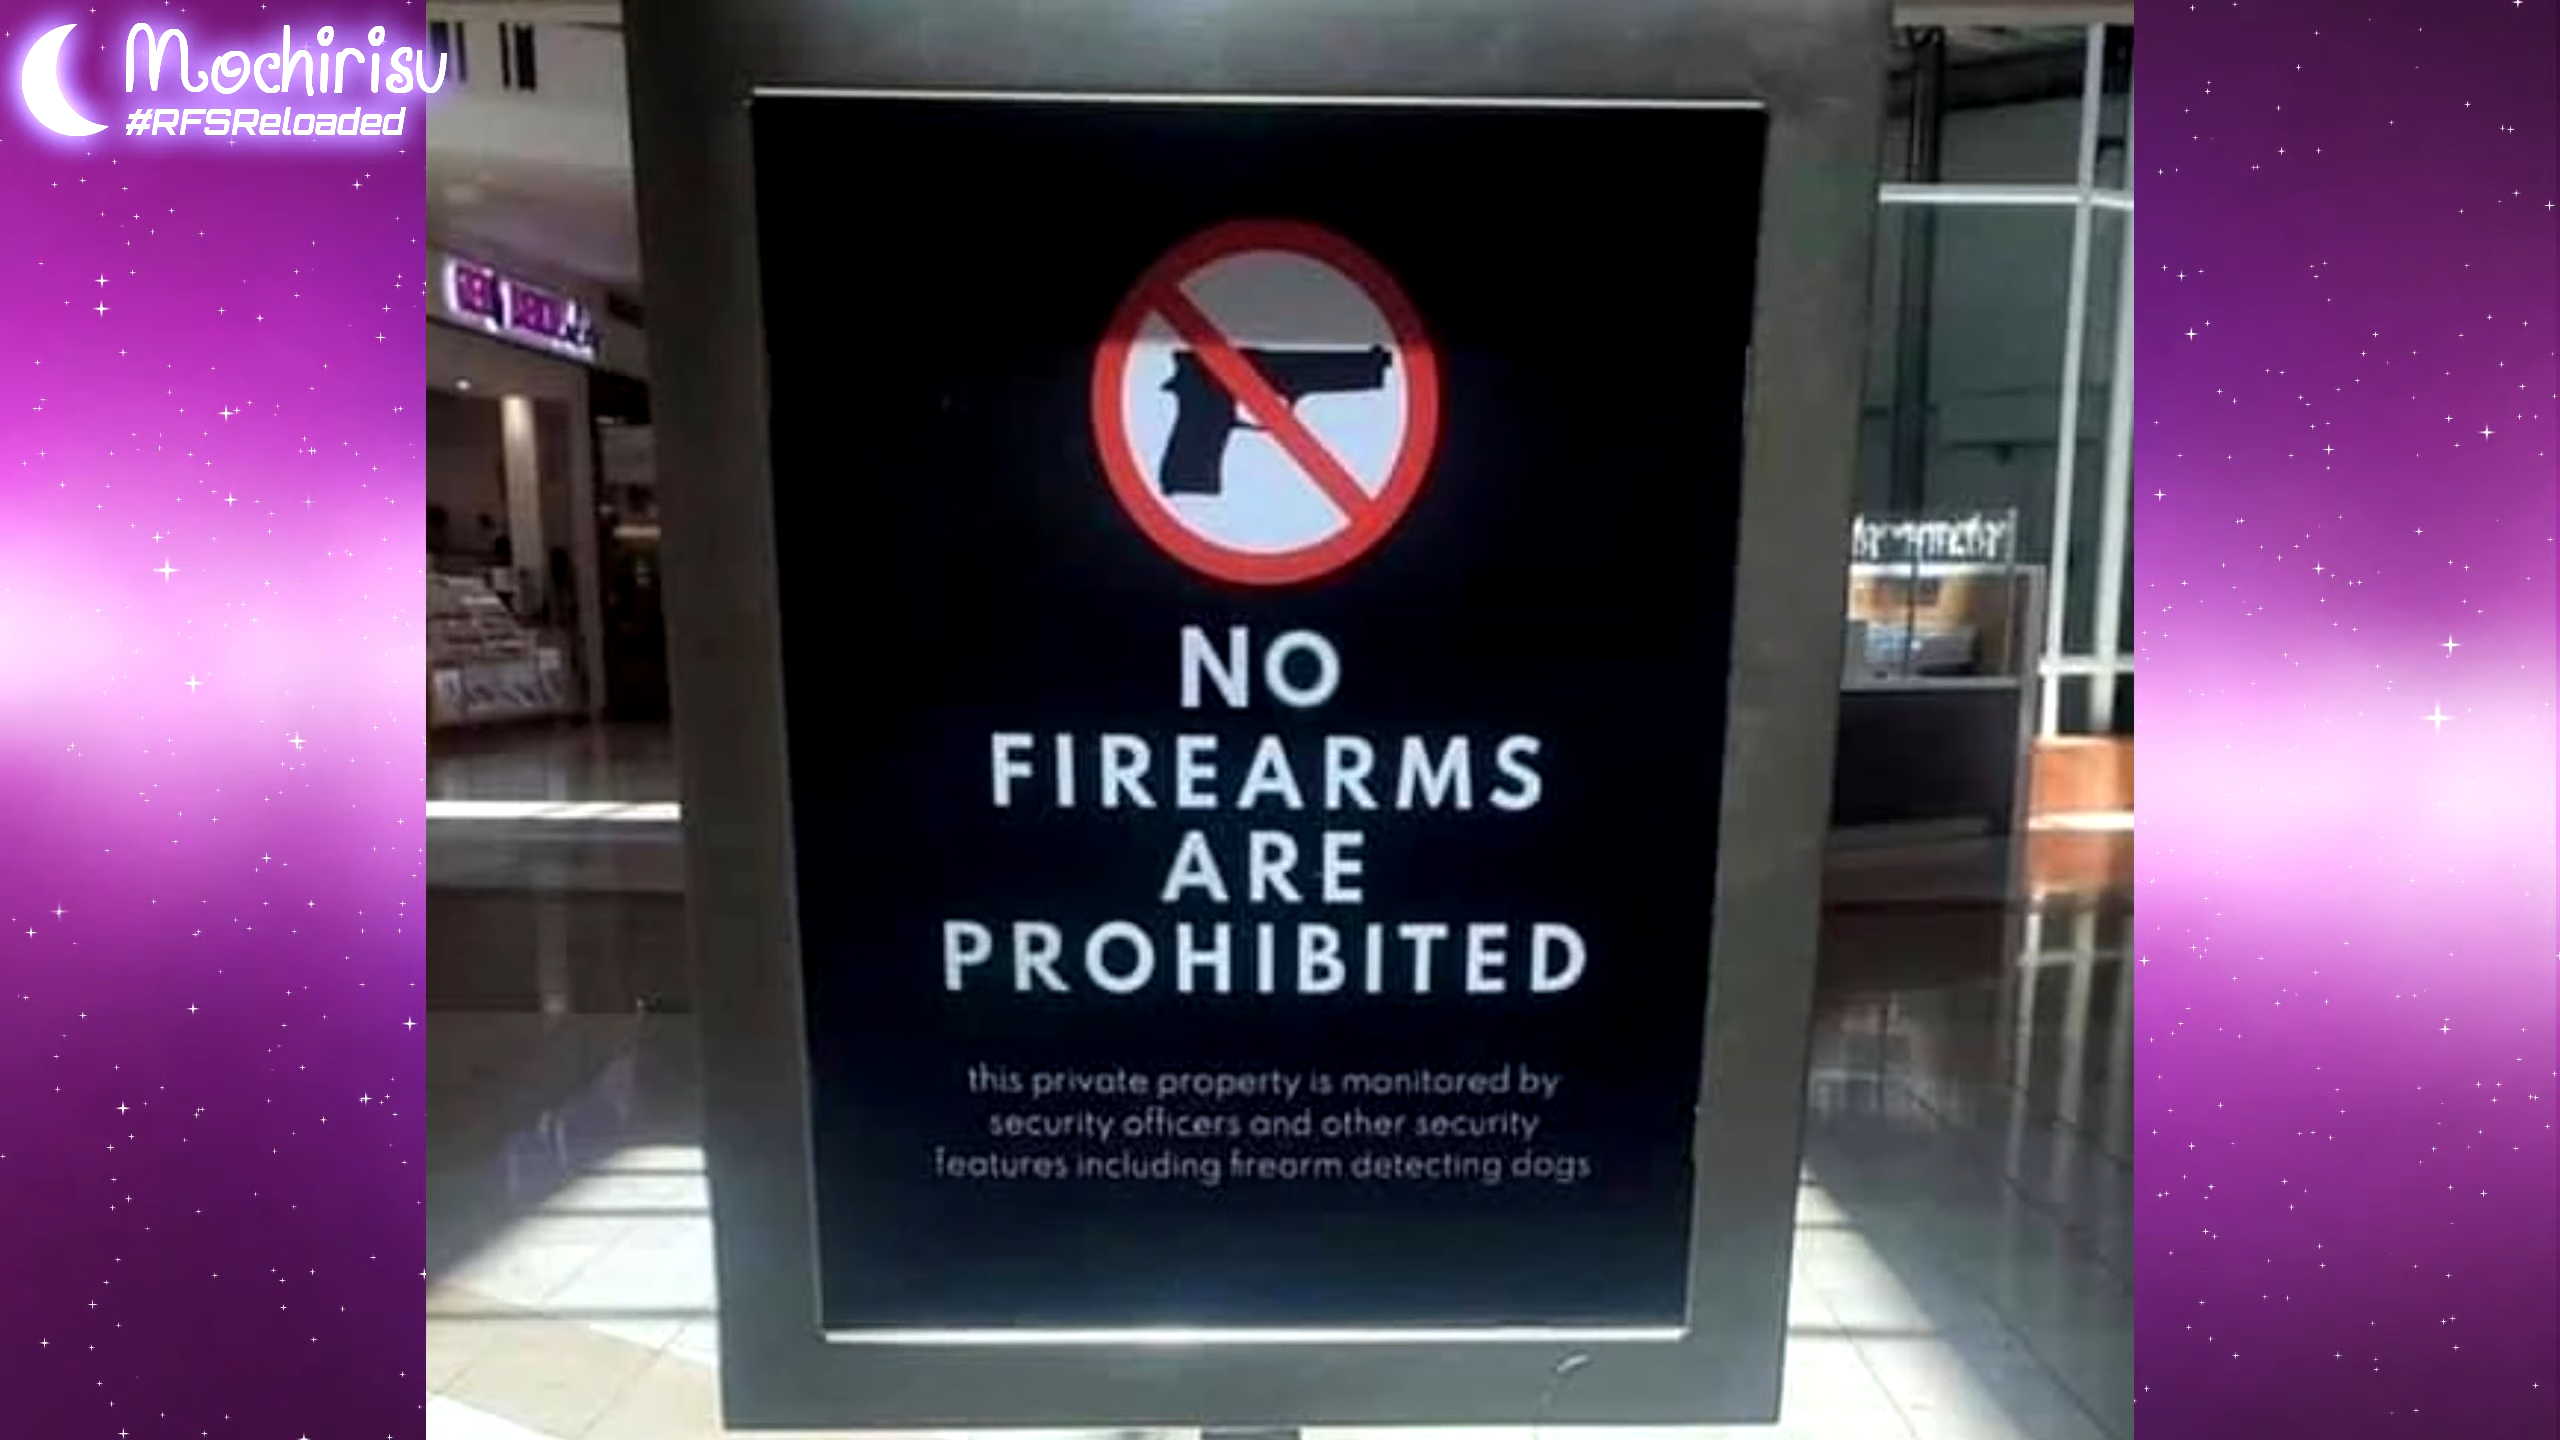 Mochirisu
#RFSReloaded
NO
FIREARMS
ARE
PROHIBITED
this private property is monitored by
security officers and other security
features including firearm detecting dogs